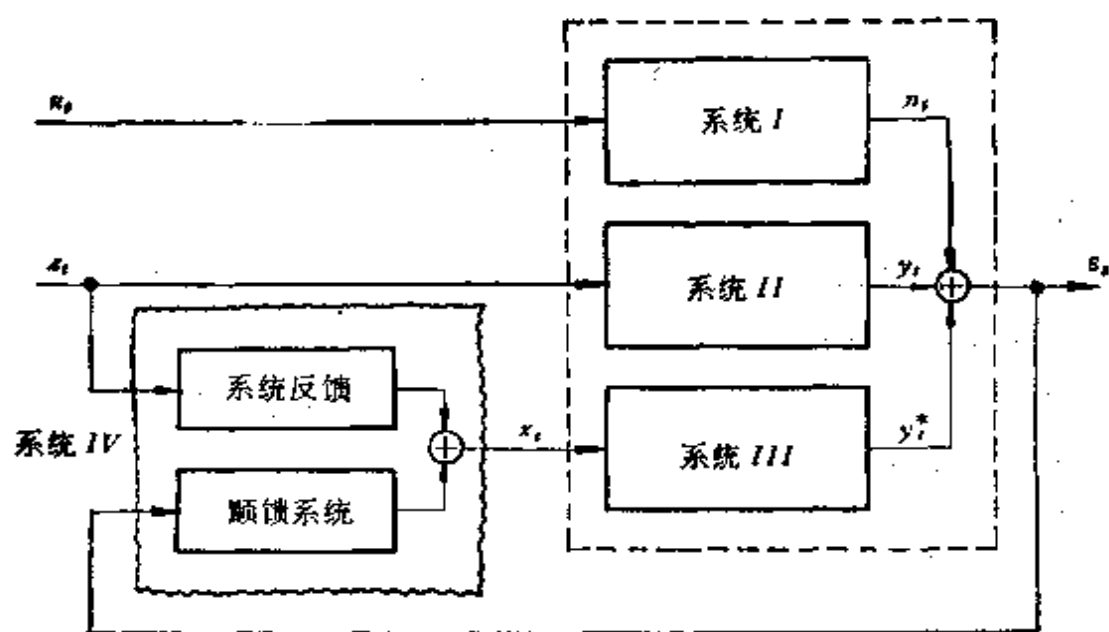 系统 I
n_t
z_t
系统 II
y_t
系统反馈
系统 IV
x_t
系统 III
y_t^*
顺馈系统